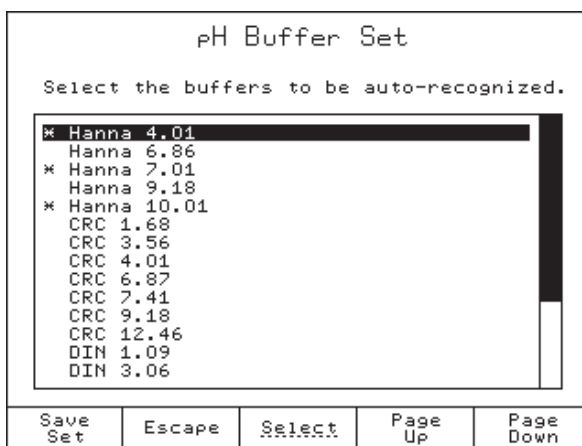 pH Buffer Set
Select the buffers to be auto-recognized.
* Hanna 4.01
Hanna 6.86
* Hanna 7.01
Hanna 9.18
* Hanna 10.01
CRC 1.68
CRC 3.56
CRC 4.01
CRC 6.87
CRC 7.41
CRC 9.18
CRC 12.46
DIN 1.09
DIN 3.06
Save Set
Escape
Select
Page Up
Page Down